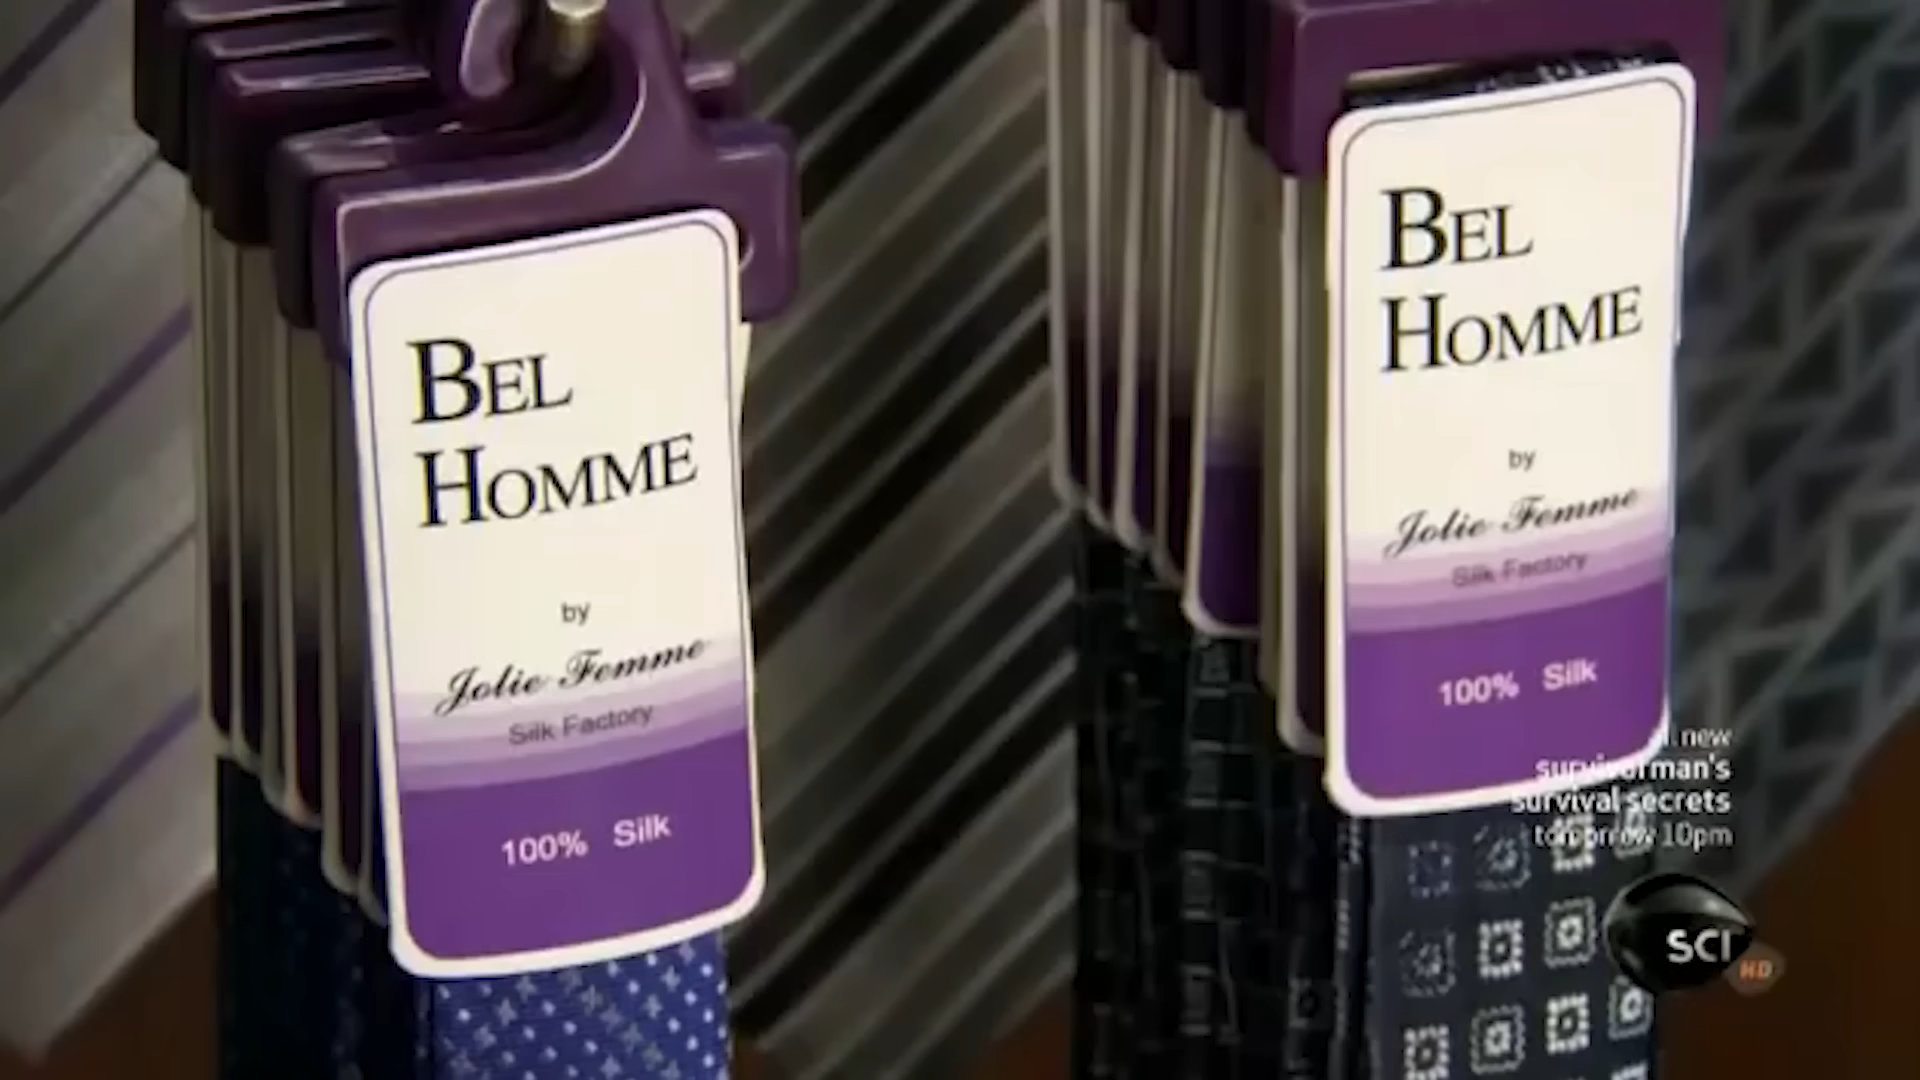 BEL
HOMME
by
Jolie Femme
Silk Factory
100% Silk
BEL
HOMME
by
Jolie Femme
Silk Factory
100% Silk
new
survivorman's
survival secrets
tomorrow 10pm
SCI
HD